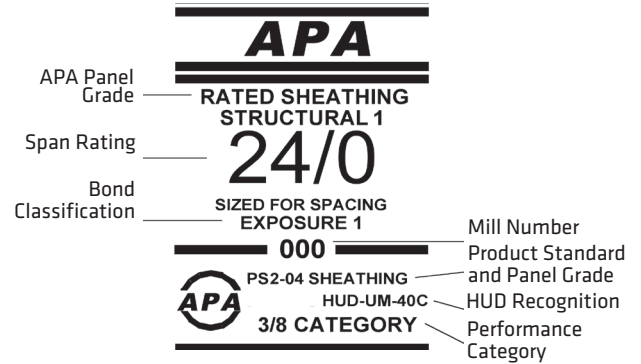 APA
APA Panel
Grade
RATED SHEATHING
STRUCTURAL 1
Span Rating
24/0
Bond
Classification
SIZED FOR SPACING
EXPOSURE 1
Mill Number
000
Product Standard
and Panel Grade
PS2-04 SHEATHING
APA
HUD-UM-40C
HUD Recognition
3/8 CATEGORY
Performance
Category